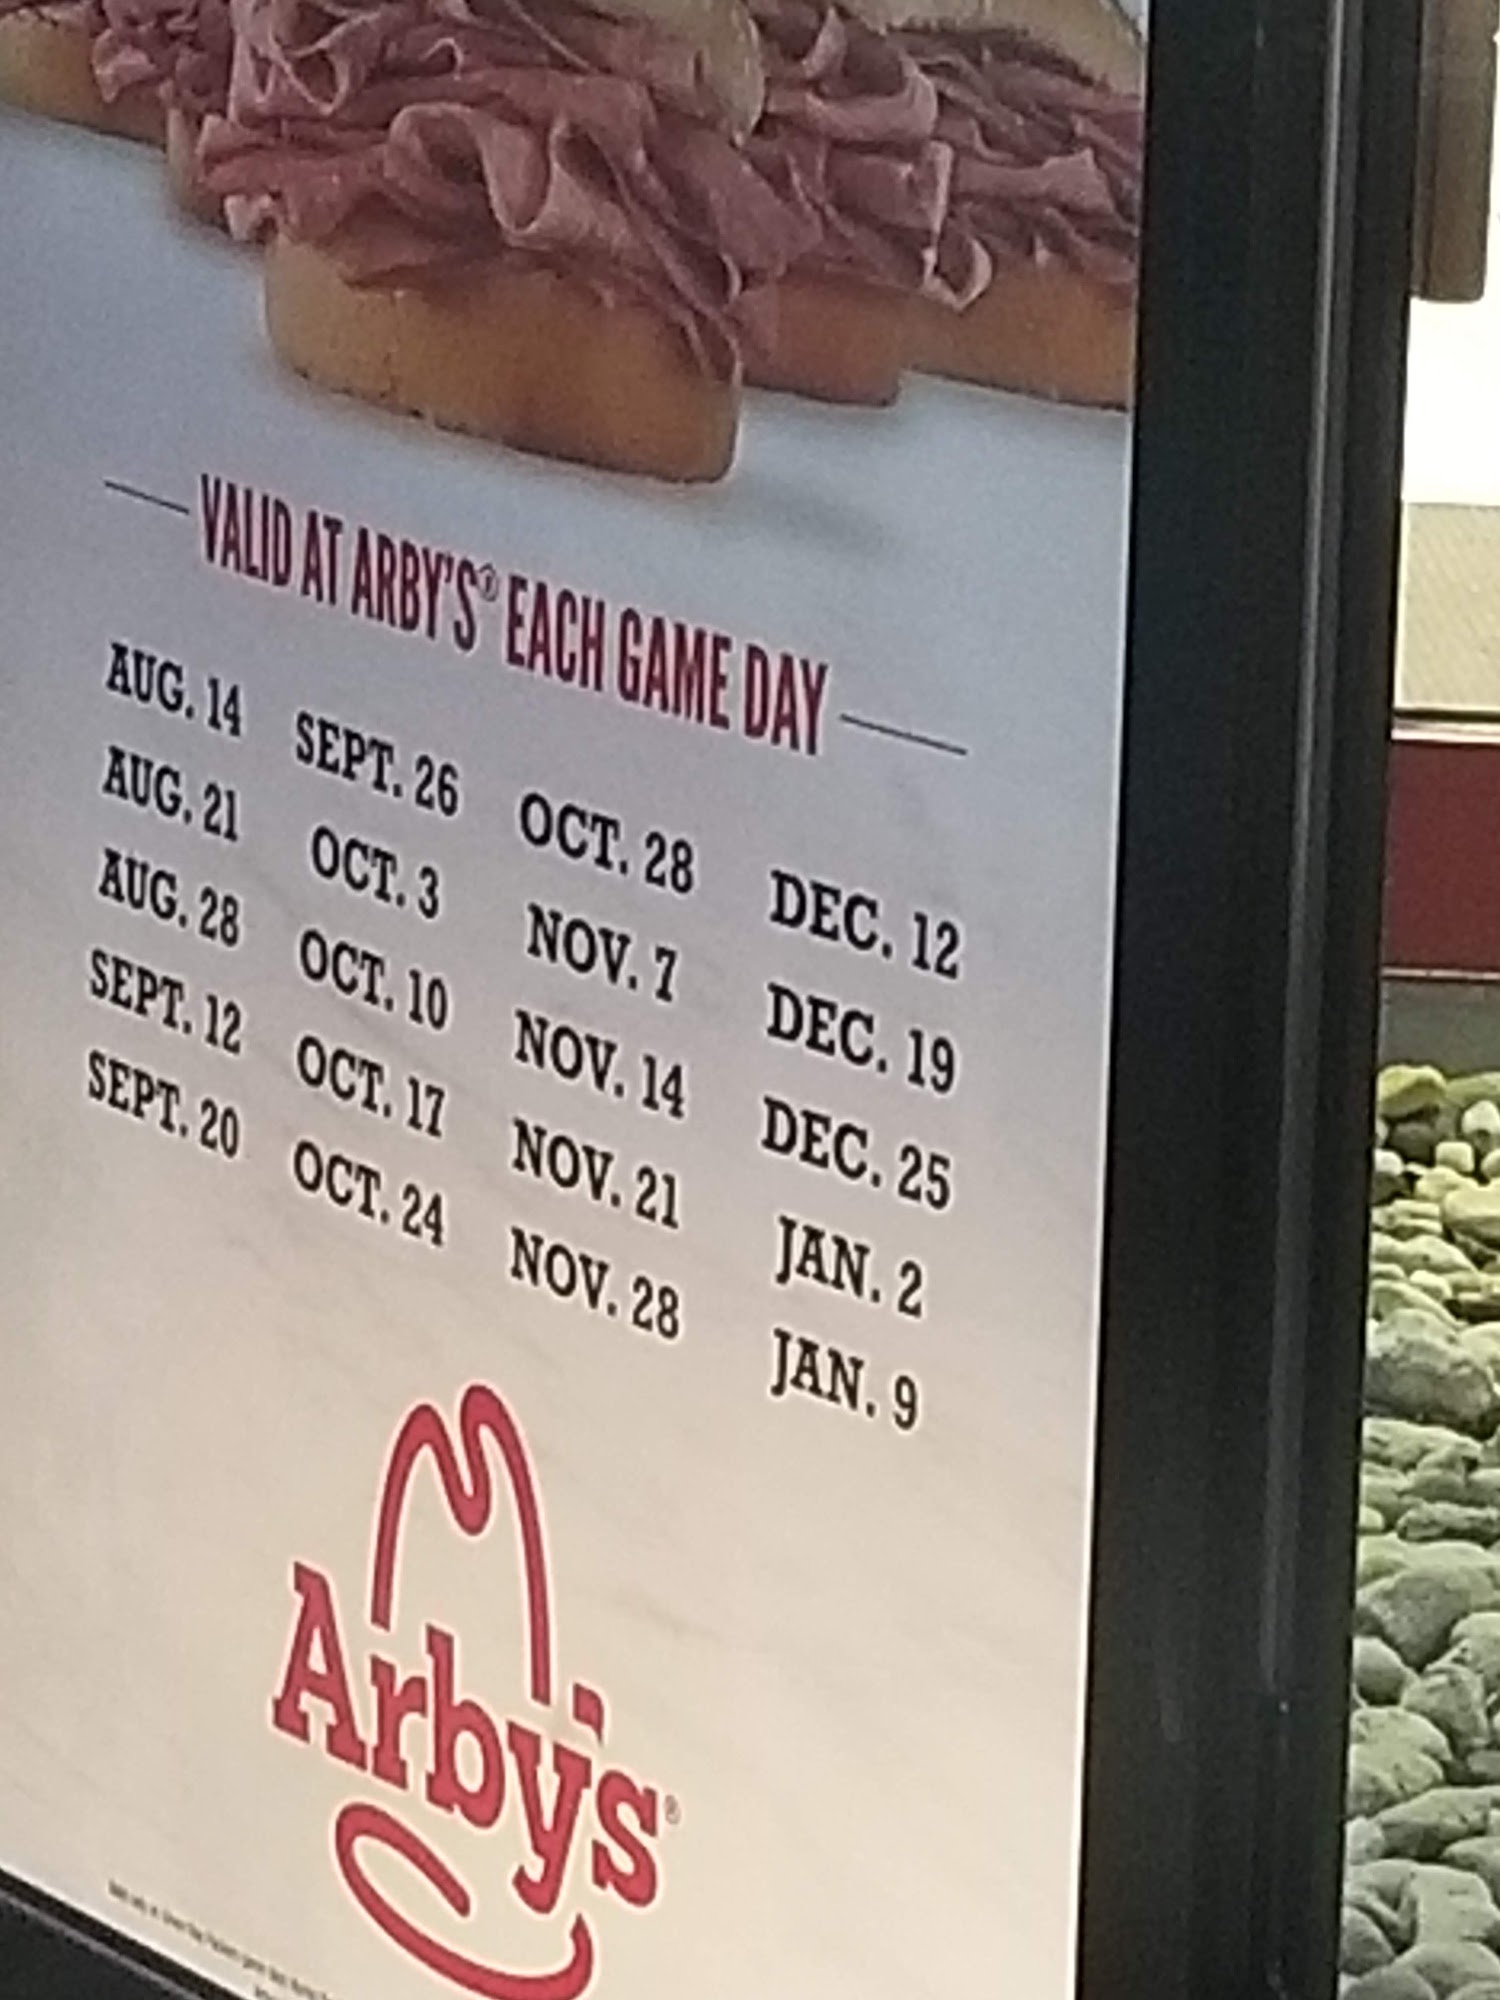 VALID AT ARBY'S® EACH GAME DAY
AUG. 14 SEPT. 26 OCT. 28 DEC. 12
AUG. 21 OCT. 3 NOV. 7 DEC. 19
AUG. 28 OCT. 10 NOV. 14 DEC. 25
SEPT. 12 OCT. 17 NOV. 21 JAN. 2
SEPT. 20 OCT. 24 NOV. 28 JAN. 9
Arby's®